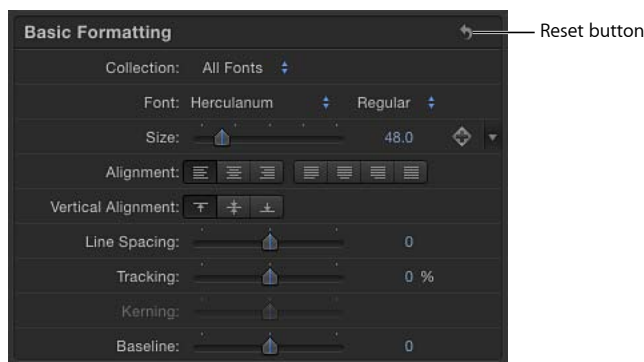 Basic Formatting
Reset button
Collection: All Fonts
Font: Herculanum Regular
Size: 48.0
Alignment:
Vertical Alignment:
Line Spacing: 0
Tracking: 0 %
Kerning:
Baseline: 0